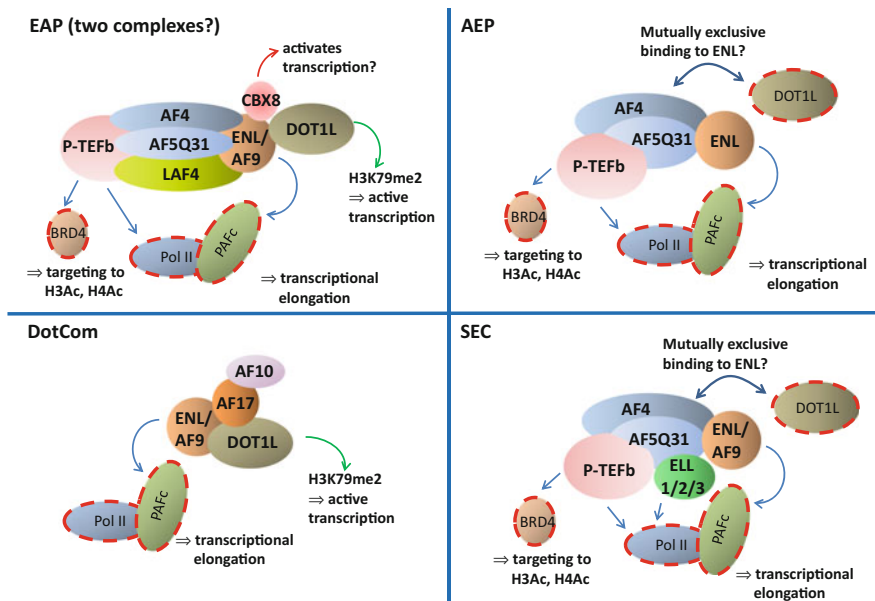 EAP (two complexes?)
activates
transcription?
CBX8
AF4
P-TEFb
AF5Q31
ENL/
AF9
DOT1L
LAF4
H3K79me2
⇒ active
transcription
BRD4
Pol II
PAFc
⇒ targeting to
H3Ac, H4Ac
⇒ transcriptional
elongation
AEP
Mutually exclusive
binding to ENL?
DOT1L
AF4
AF5Q31
ENL
P-TEFb
BRD4
Pol II
PAFc
⇒ targeting to
H3Ac, H4Ac
⇒ transcriptional
elongation
DotCom
AF10
AF17
ENL/
AF9
DOT1L
H3K79me2
⇒ active
transcription
Pol II
PAFc
⇒ transcriptional
elongation
SEC
Mutually exclusive
binding to ENL?
DOT1L
AF4
AF5Q31
ENL/
AF9
P-TEFb
ELL
1/2/3
BRD4
Pol II
PAFc
⇒ targeting to
H3Ac, H4Ac
⇒ transcriptional
elongation